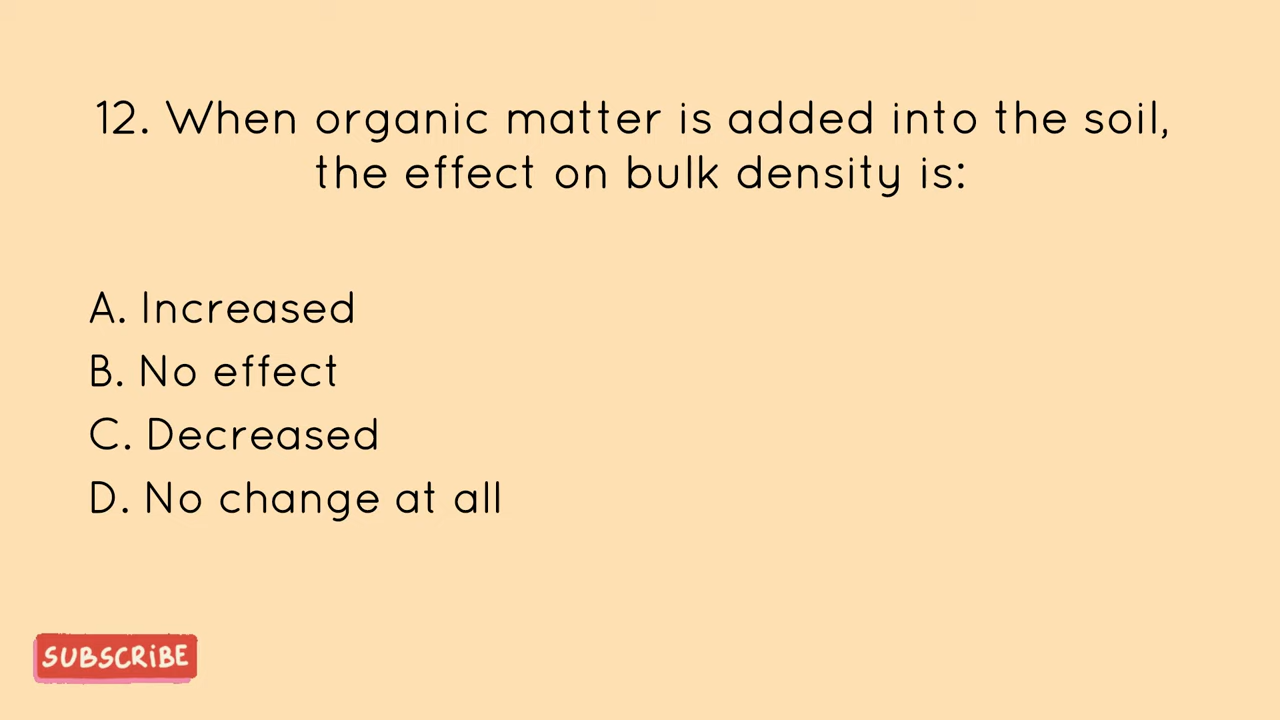 12. When organic matter is added into the soil,
the effect on bulk density is:
A. Increased
B. No effect
C. Decreased
D. No change at all
SUBSCRiBE